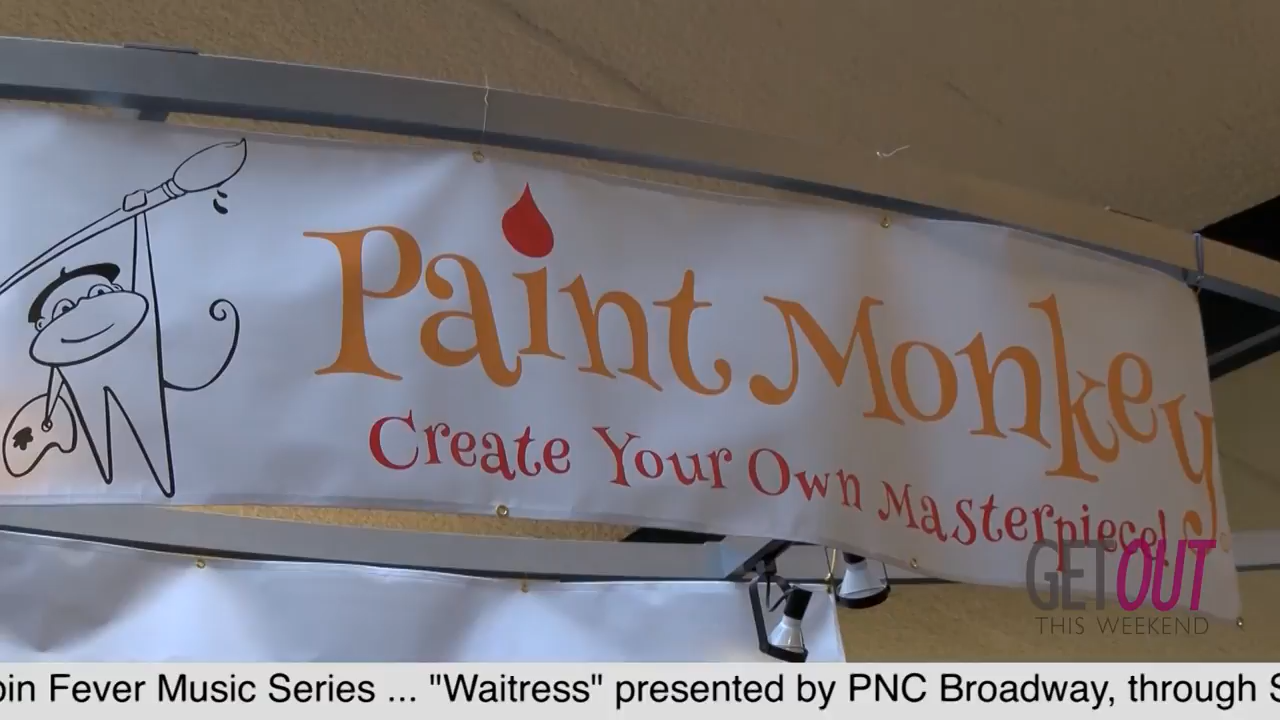 Paint Monkey
Create Your Own Masterpiece!
GET OUT
THIS WEEKEND
Fever Music Series ... "Waitress" presented by PNC Broadway, through